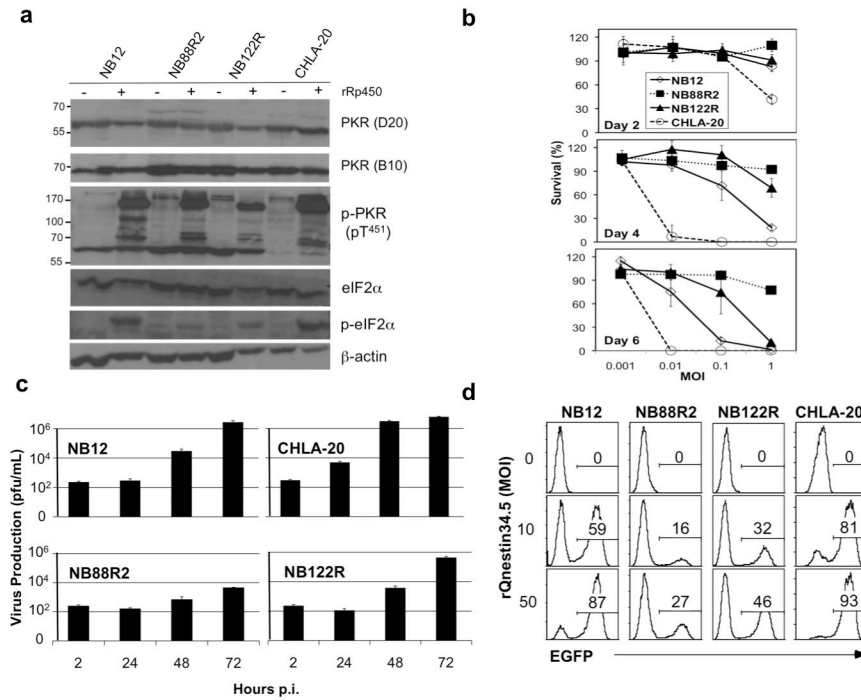 a
NB12 NB88R2 NB122R CHLA-20
- + - + - + - + rRp450
70
55
PKR (D20)
70
PKR (B10)
170
100
70
55
p-PKR
(pT451)
eIF2α
p-eIF2α
β-actin
b
120
90
60
30
0
Day 2
NB12
NB88R2
NB122R
CHLA-20
120
90
60
30
0
Day 4
120
90
60
30
0
Day 6
Survival (%)
0.001 0.01 0.1 1
MOI
c
Virus Production (pfu/mL)
10⁶
10²
0
NB12
CHLA-20
10⁶
10²
0
NB88R2
NB122R
2 24 48 72 2 24 48 72
Hours p.i.
d
NB12 NB88R2 NB122R CHLA-20
rQnestin34.5 (MOI)
0 0 0 0 0
10 59 16 32 81
50 87 27 46 93
EGFP